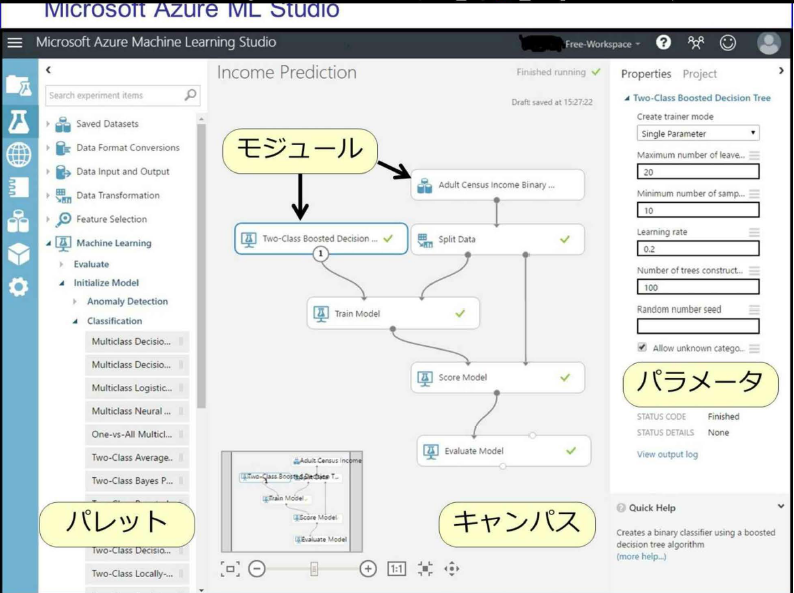 Microsoft Azure ML Studio
Microsoft Azure Machine Learning Studio
Free-Workspace
?
Search experiment items
Saved Datasets
Data Format Conversions
Data Input and Output
Data Transformation
Feature Selection
Machine Learning
Evaluate
Initialize Model
Anomaly Detection
Classification
Multiclass Decisio...
Multiclass Decisio...
Multiclass Logistic...
Multiclass Neural ...
One-vs-All Multicl...
Two-Class Average..
Two-Class Bayes P...
パレット
Two-Class Decisio...
Two-Class Locally-...
Income Prediction
Finished running
Draft saved at 15:27:22
モジュール
Adult Census Income Binary ...
Two-Class Boosted Decision ...
1
Split Data
Train Model
Score Model
Evaluate Model
Adult Census Income
Two-Class Boosted
Train Model
Score Model
Evaluate Model
キャンパス
1:1
Properties
Project
Two-Class Boosted Decision Tree
Create trainer mode
Single Parameter
Maximum number of leave...
20
Minimum number of samp...
10
Learning rate
0.2
Number of trees construct...
100
Random number seed
Allow unknown catego...
パラメータ
STATUS CODE Finished
STATUS DETAILS None
View output log
Quick Help
Creates a binary classifier using a boosted
decision tree algorithm
(more help...)